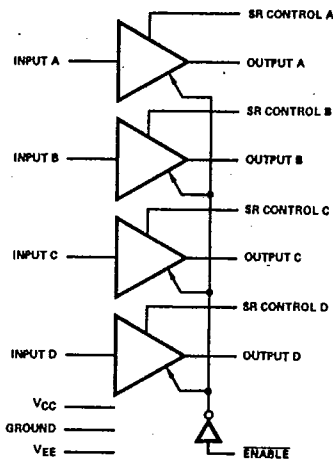 SR CONTROL A
INPUT A
OUTPUT A
SR CONTROL B
INPUT B
OUTPUT B
SR CONTROL C
INPUT C
OUTPUT C
SR CONTROL D
INPUT D
OUTPUT D
VCC
GROUND
VEE
ENABLE